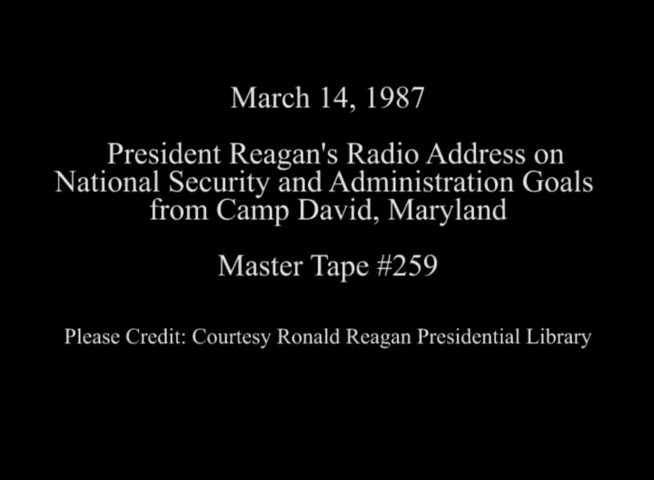 March 14, 1987
President Reagan's Radio Address on
National Security and Administration Goals
from Camp David, Maryland
Master Tape #259
Please Credit: Courtesy Ronald Reagan Presidential Library